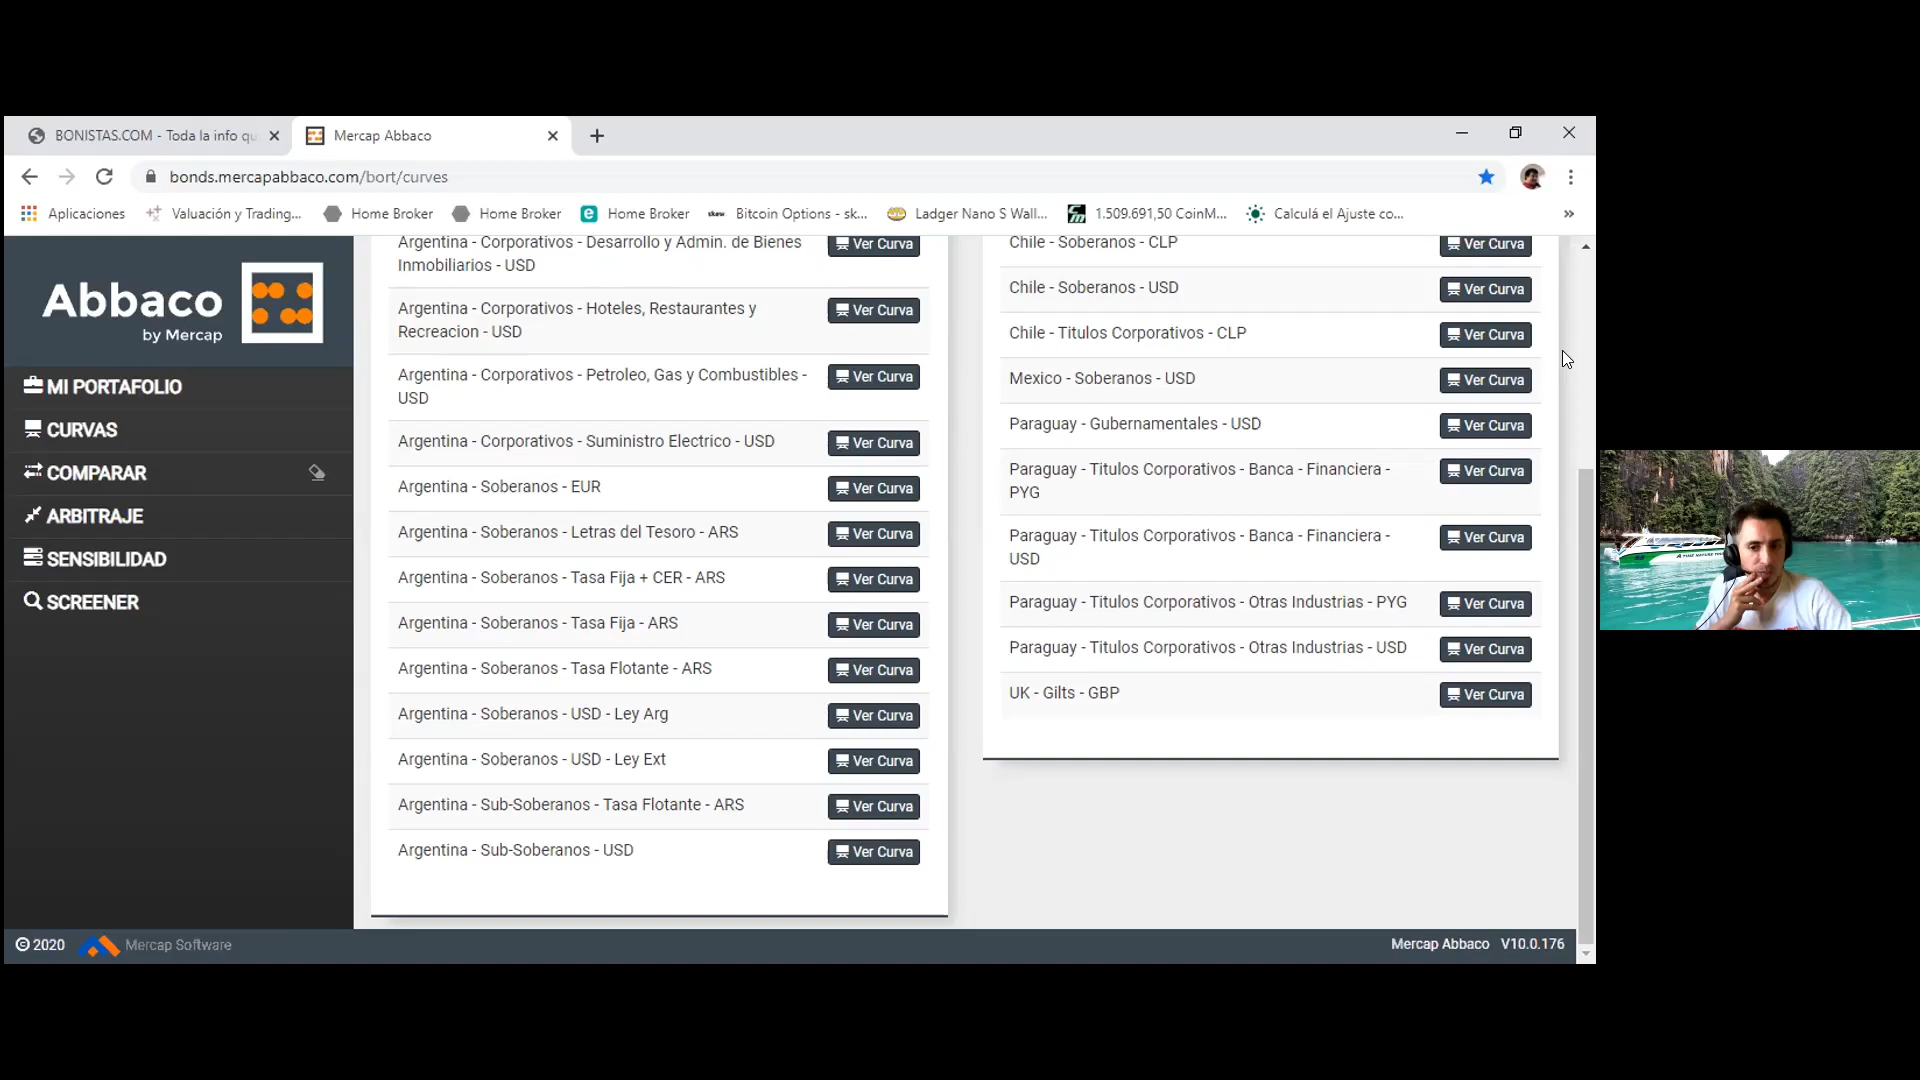 BONISTAS.COM - Toda la info qu
Mercap Abbaco
bonds.mercapabbaco.com/bort/curves
Aplicaciones
Valuación y Trading...
Home Broker
Home Broker
Home Broker
skew
Bitcoin Options - sk...
Ladger Nano S Wall...
1.509.691,50 CoinM...
Calculá el Ajuste co...
»
Abbaco
by Mercap
MI PORTAFOLIO
CURVAS
COMPARAR
ARBITRAJE
SENSIBILIDAD
SCREENER
Argentina - Corporativos - Desarrollo y Admin. de Bienes
Inmobiliarios - USD
Ver Curva
Argentina - Corporativos - Hoteles, Restaurantes y
Recreacion - USD
Ver Curva
Argentina - Corporativos - Petroleo, Gas y Combustibles -
USD
Ver Curva
Argentina - Corporativos - Suministro Electrico - USD
Ver Curva
Argentina - Soberanos - EUR
Ver Curva
Argentina - Soberanos - Letras del Tesoro - ARS
Ver Curva
Argentina - Soberanos - Tasa Fija + CER - ARS
Ver Curva
Argentina - Soberanos - Tasa Fija - ARS
Ver Curva
Argentina - Soberanos - Tasa Flotante - ARS
Ver Curva
Argentina - Soberanos - USD - Ley Arg
Ver Curva
Argentina - Soberanos - USD - Ley Ext
Ver Curva
Argentina - Sub-Soberanos - Tasa Flotante - ARS
Ver Curva
Argentina - Sub-Soberanos - USD
Ver Curva
Chile - Soberanos - CLP
Ver Curva
Chile - Soberanos - USD
Ver Curva
Chile - Titulos Corporativos - CLP
Ver Curva
Mexico - Soberanos - USD
Ver Curva
Paraguay - Gubernamentales - USD
Ver Curva
Paraguay - Titulos Corporativos - Banca - Financiera -
PYG
Ver Curva
Paraguay - Titulos Corporativos - Banca - Financiera -
USD
Ver Curva
Paraguay - Titulos Corporativos - Otras Industrias - PYG
Ver Curva
Paraguay - Titulos Corporativos - Otras Industrias - USD
Ver Curva
UK - Gilts - GBP
Ver Curva
© 2020
Mercap Software
Mercap Abbaco V10.0.176